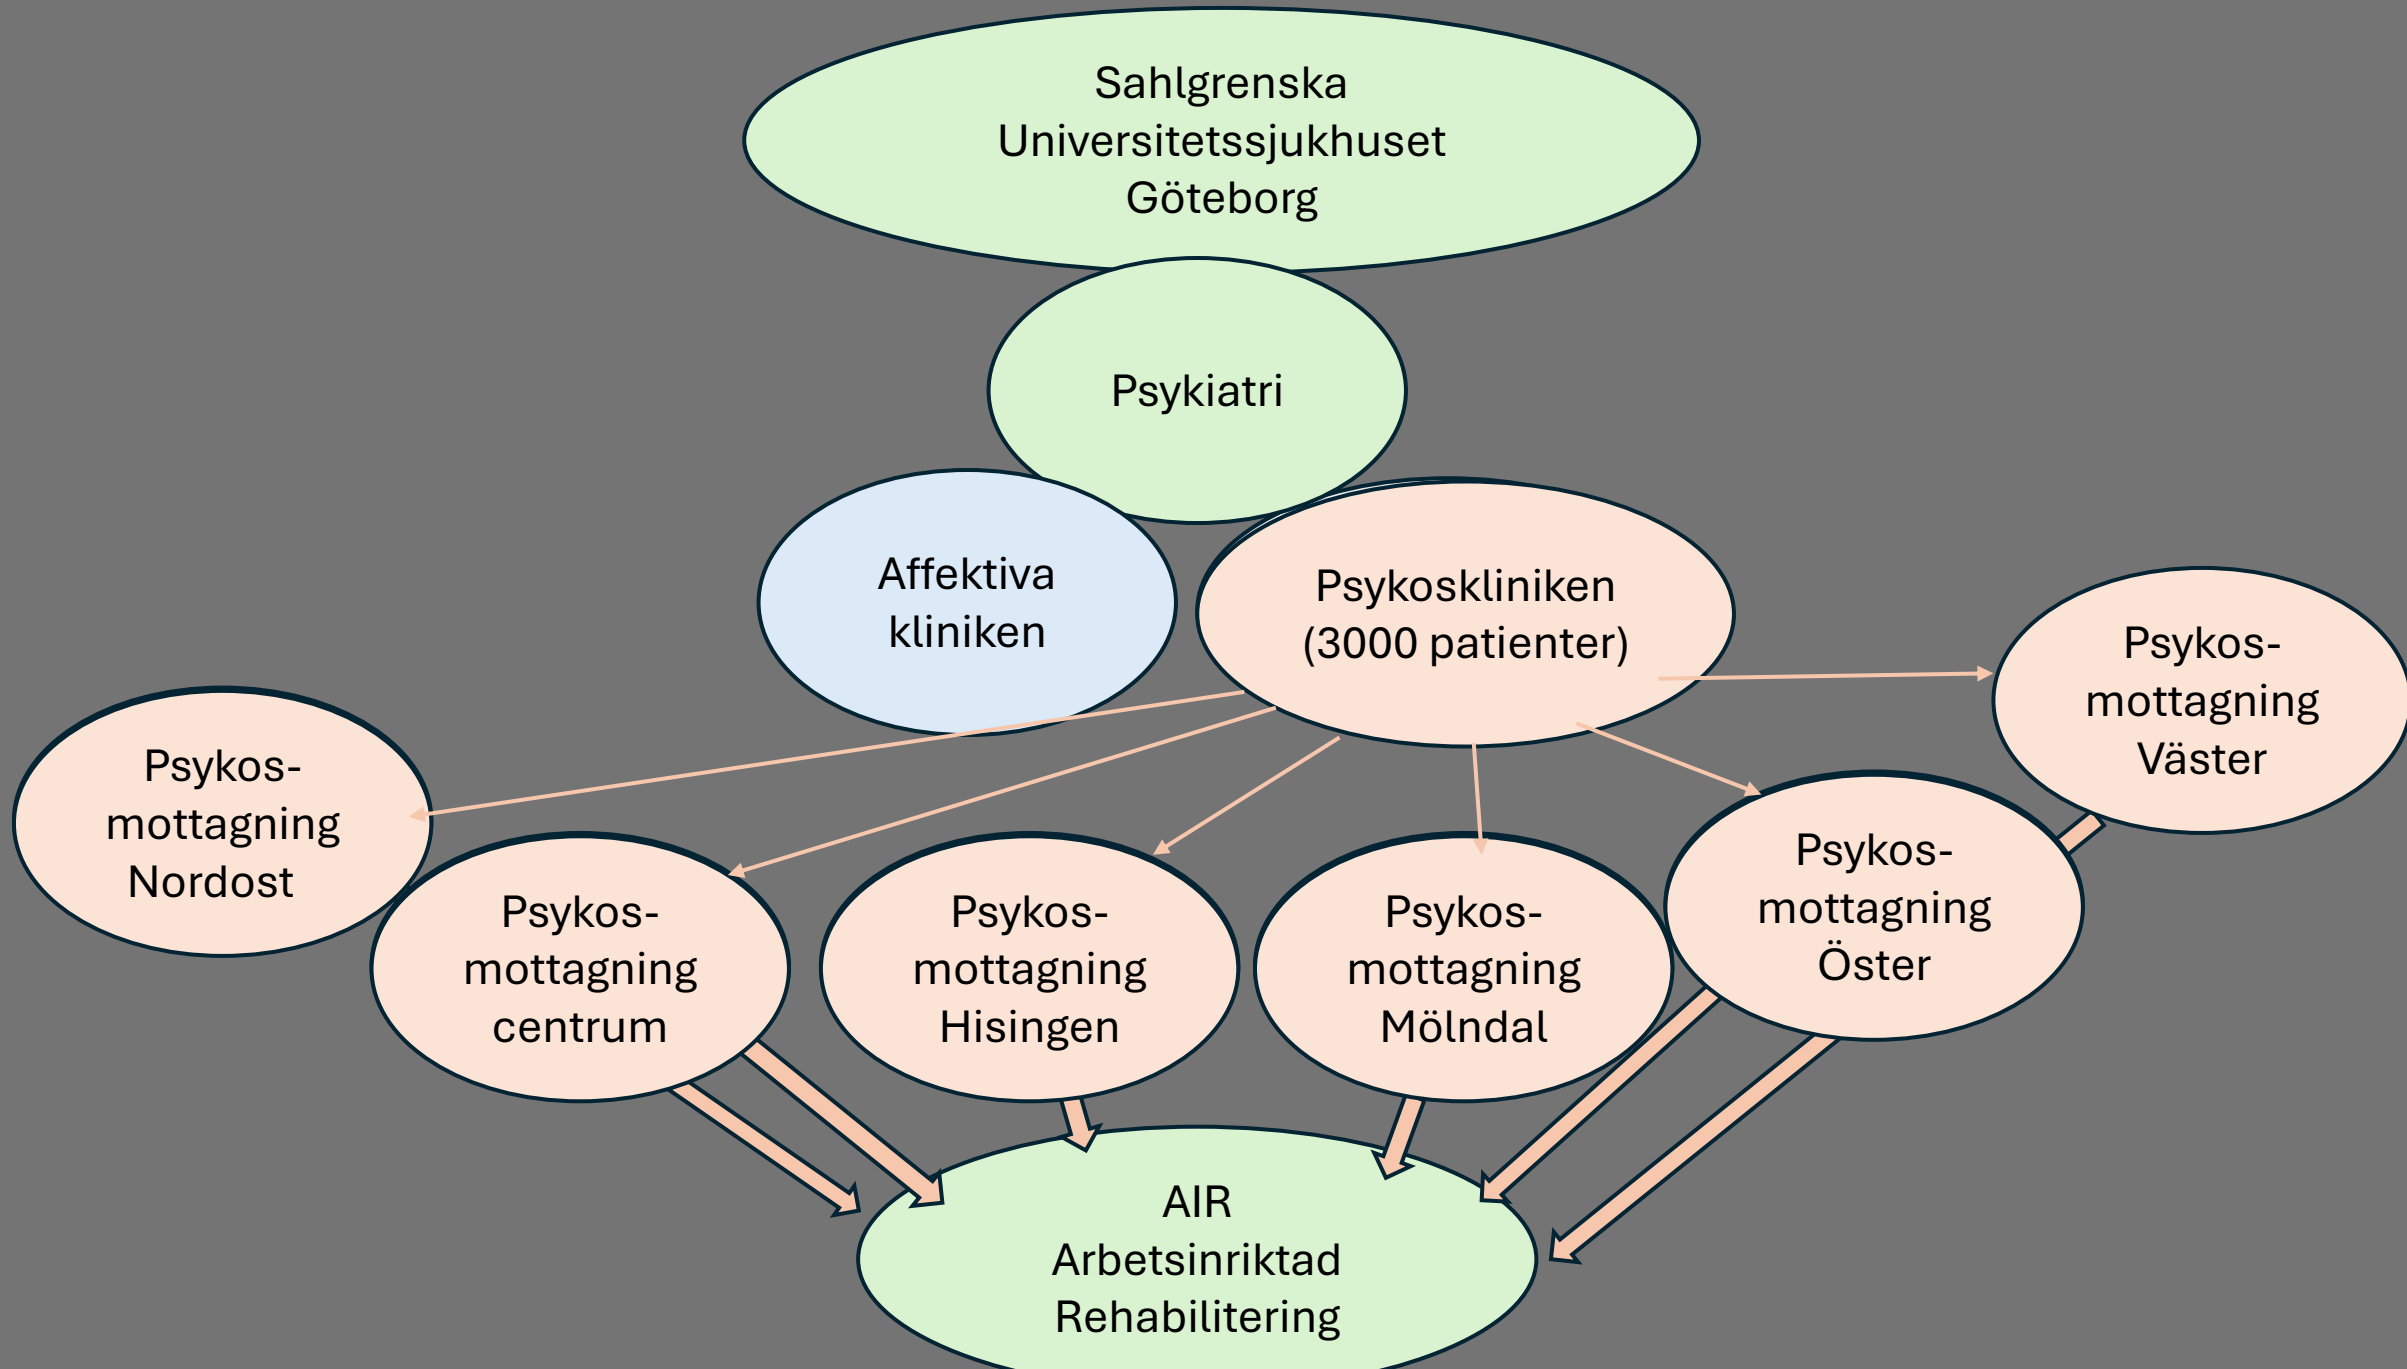 Sahlgrenska
Universitetssjukhuset
Göteborg
Psykiatri
Affektiva
kliniken
Psykoskliniken
(3000 patienter)
Psykos-
mottagning
Väster
Psykos-
mottagning
Nordost
Psykos-
mottagning
centrum
Psykos-
mottagning
Hisingen
Psykos-
mottagning
Mölndal
Psykos-
mottagning
Öster
AIR
Arbetsinriktad
Rehabilitering